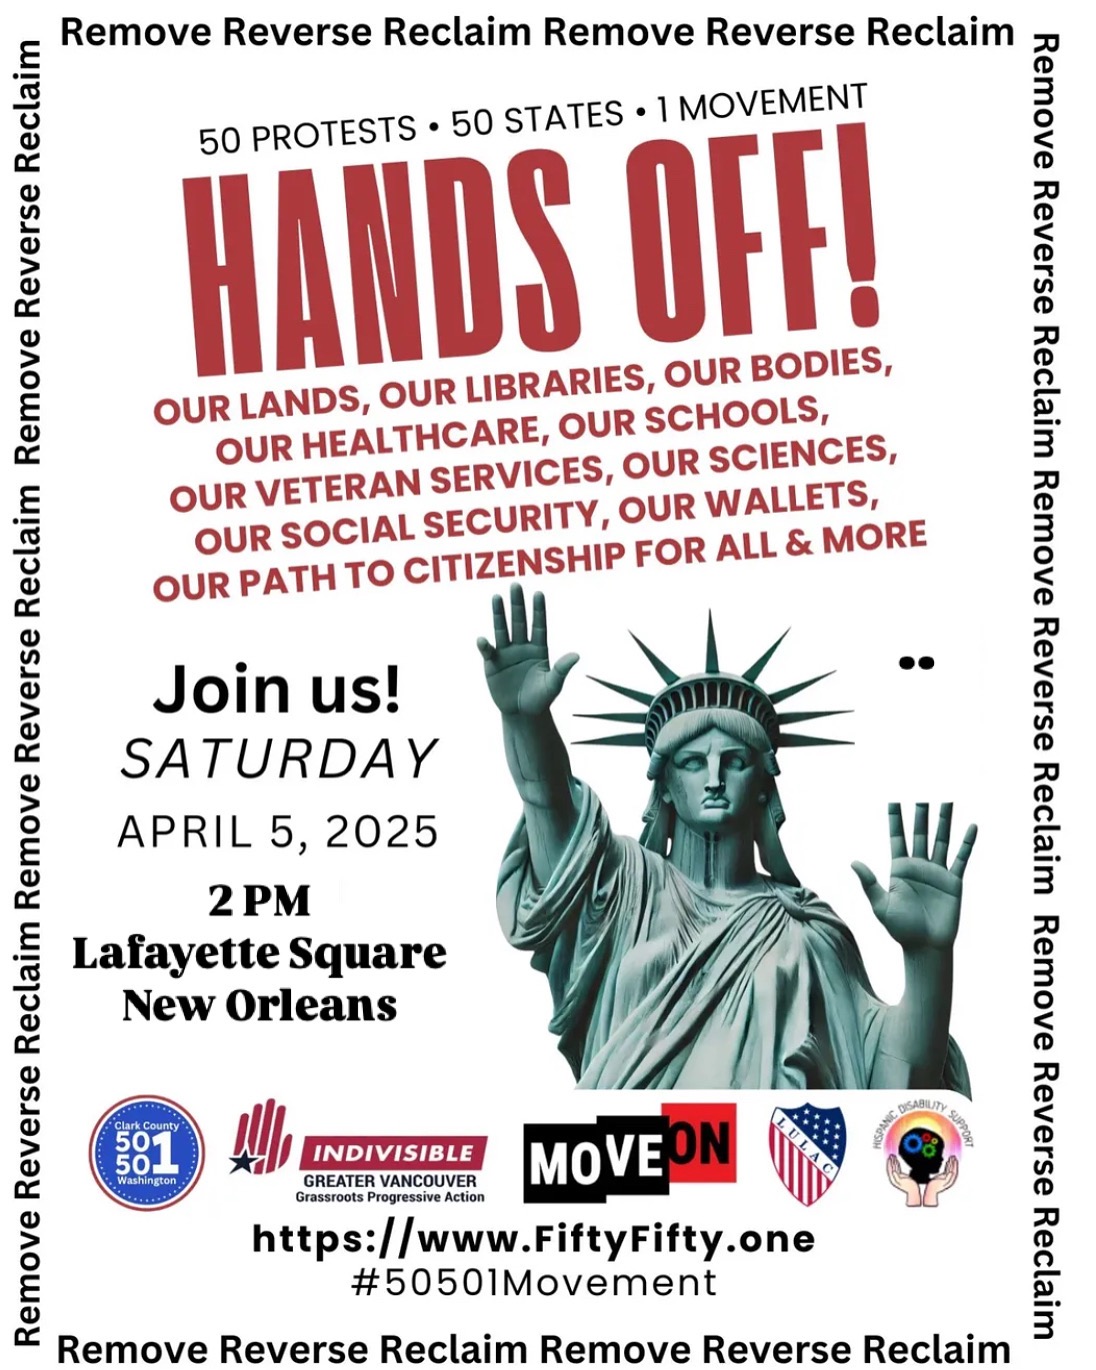 Remove Reverse Reclaim Remove Reverse Reclaim
Remove Reverse Reclaim Remove Reverse Reclaim Remove Reverse Reclaim
Remove Reverse Reclaim Remove Reverse Reclaim Remove Reverse Reclaim
50 PROTESTS • 50 STATES • 1 MOVEMENT
HANDS OFF!
OUR LANDS, OUR LIBRARIES, OUR BODIES,
OUR HEALTHCARE, OUR SCHOOLS,
OUR VETERAN SERVICES, OUR SCIENCES,
OUR SOCIAL SECURITY, OUR WALLETS,
OUR PATH TO CITIZENSHIP FOR ALL & MORE
Join us!
SATURDAY
APRIL 5, 2025
2 PM
Lafayette Square
New Orleans
Clark County
50
501
Washington
INDIVISIBLE
GREATER VANCOUVER
Grassroots Progressive Action
MOVEON
LULAC
HISPANIC DISABILITY SUPPORT
https://www.FiftyFifty.one
#50501Movement
Remove Reverse Reclaim Remove Reverse Reclaim